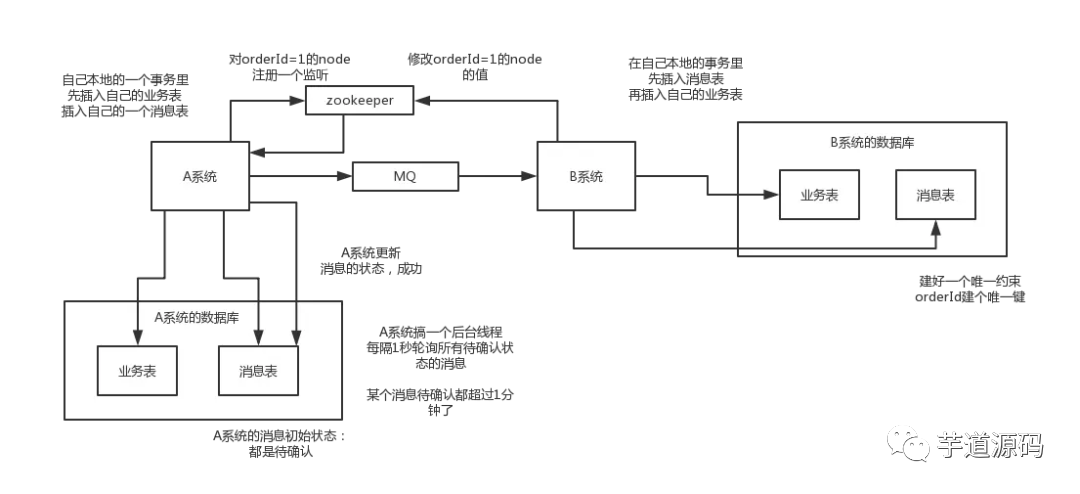 对orderId=1的node
注册一个监听
修改orderId=1的node
的值
自己本地的一个事务里
先插入自己的业务表
插入自己的一个消息表
在自己本地的事务里
先插入消息表
再插入自己的业务表
zookeeper
A系统
MQ
B系统
B系统的数据库
业务表
消息表
A系统更新
消息的状态，成功
建好一个唯一约束
orderId建个唯一键
A系统的数据库
业务表
消息表
A系统搞一个后台线程
每隔1秒轮询所有待确认状
态的消息
某个消息待确认都超过1分
钟了
A系统的消息初始状态：
都是待确认
芋道源码